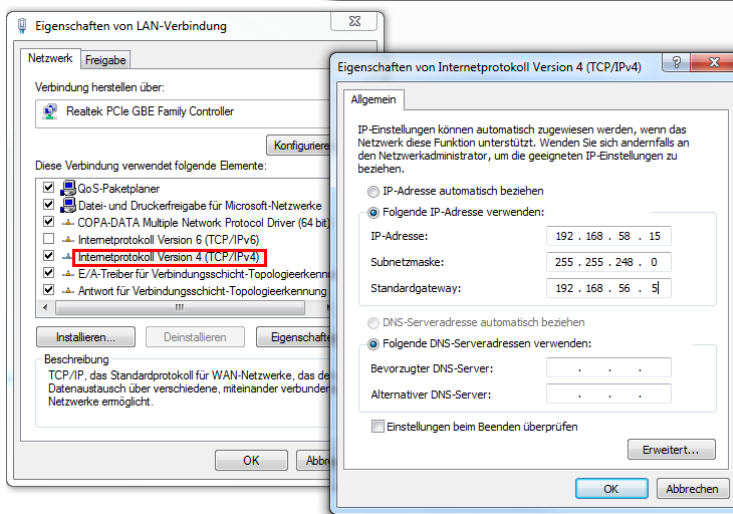 Eigenschaften von LAN-Verbindung
Netzwerk
Freigabe
Verbindung herstellen über:
Realtek PCIe GBE Family Controller
Konfiguriere
Diese Verbindung verwendet folgende Elemente:
QoS-Paketplaner
Datei- und Druckerfreigabe für Microsoft-Netzwerke
COPA-DATA Multiple Network Protocol Driver (64 bit)
Internetprotokoll Version 6 (TCP/IPv6)
Internetprotokoll Version 4 (TCP/IPv4)
E/A-Treiber für Verbindungsschicht-Topologieerkenn
Antwort für Verbindungsschicht-Topologieerkennung
Installieren...
Deinstallieren
Eigenschafte
Beschreibung
TCP/IP, das Standardprotokoll für WAN-Netzwerke, das de
Datenaustausch über verschiedene, miteinander verbunden
Netzwerke ermöglicht.
OK
Abbre
Eigenschaften von Internetprotokoll Version 4 (TCP/IPv4)
Allgemein
IP-Einstellungen können automatisch zugewiesen werden, wenn das
Netzwerk diese Funktion unterstützt. Wenden Sie sich andernfalls an
den Netzwerkadministrator, um die geeigneten IP-Einstellungen zu
beziehen.
IP-Adresse automatisch beziehen
Folgende IP-Adresse verwenden:
IP-Adresse: 192 . 168 . 58 . 15
Subnetzmaske: 255 . 255 . 248 . 0
Standardgateway: 192 . 168 . 56 . 5
DNS-Serveradresse automatisch beziehen
Folgende DNS-Serveradressen verwenden:
Bevorzugter DNS-Server: . . .
Alternativer DNS-Server: . . .
Einstellungen beim Beenden überprüfen
Erweitert...
OK
Abbrechen